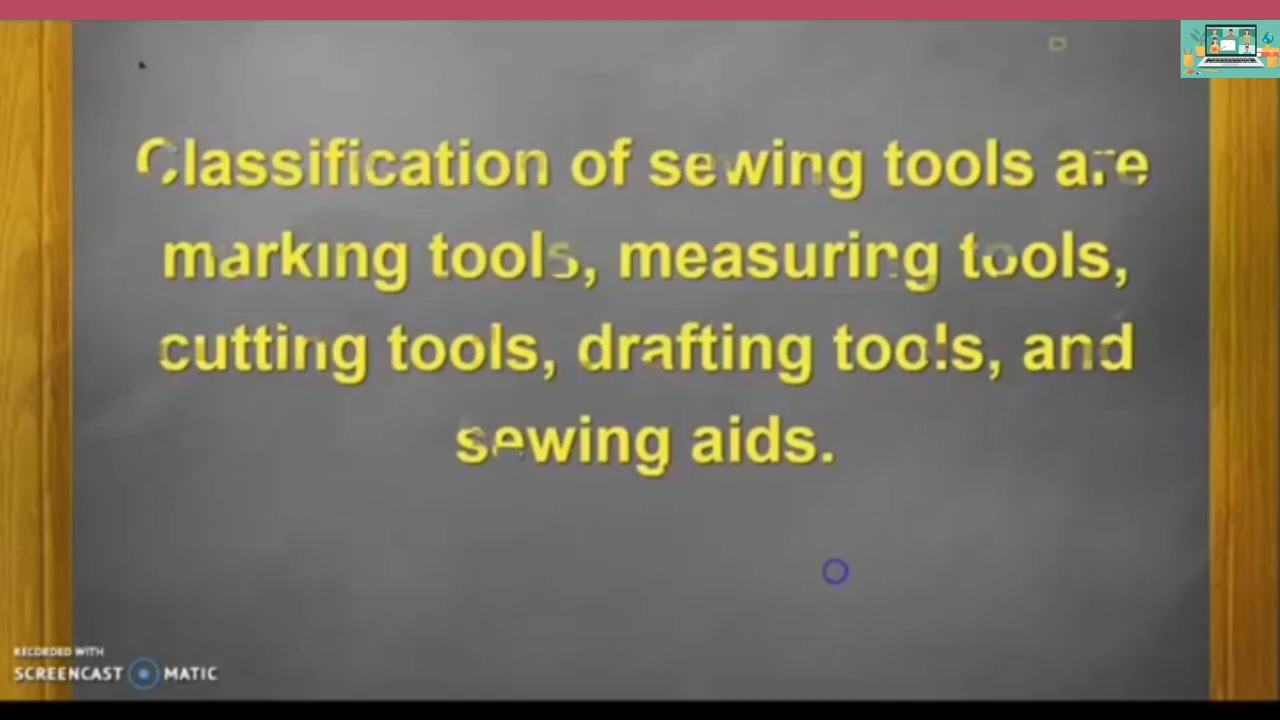 Classification of sewing tools are
marking tools, measuring tools,
cutting tools, drafting tools, and
sewing aids.
RECORDED WITH
SCREENCAST MATIC